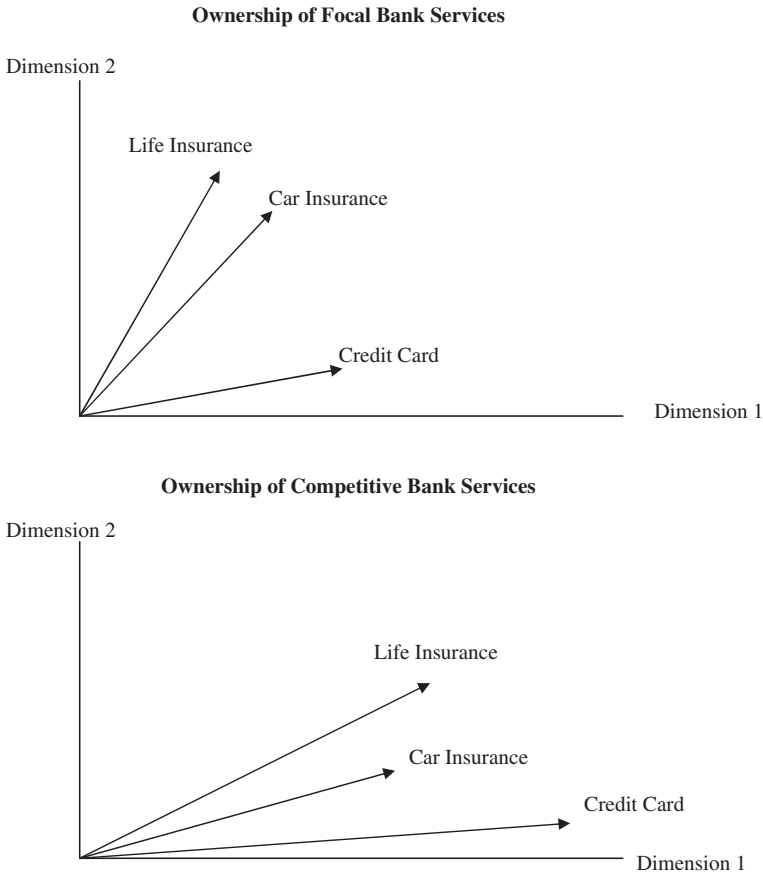 Ownership of Focal Bank Services
Dimension 2
Life Insurance
Car Insurance
Credit Card
Dimension 1
Ownership of Competitive Bank Services
Dimension 2
Life Insurance
Car Insurance
Credit Card
Dimension 1